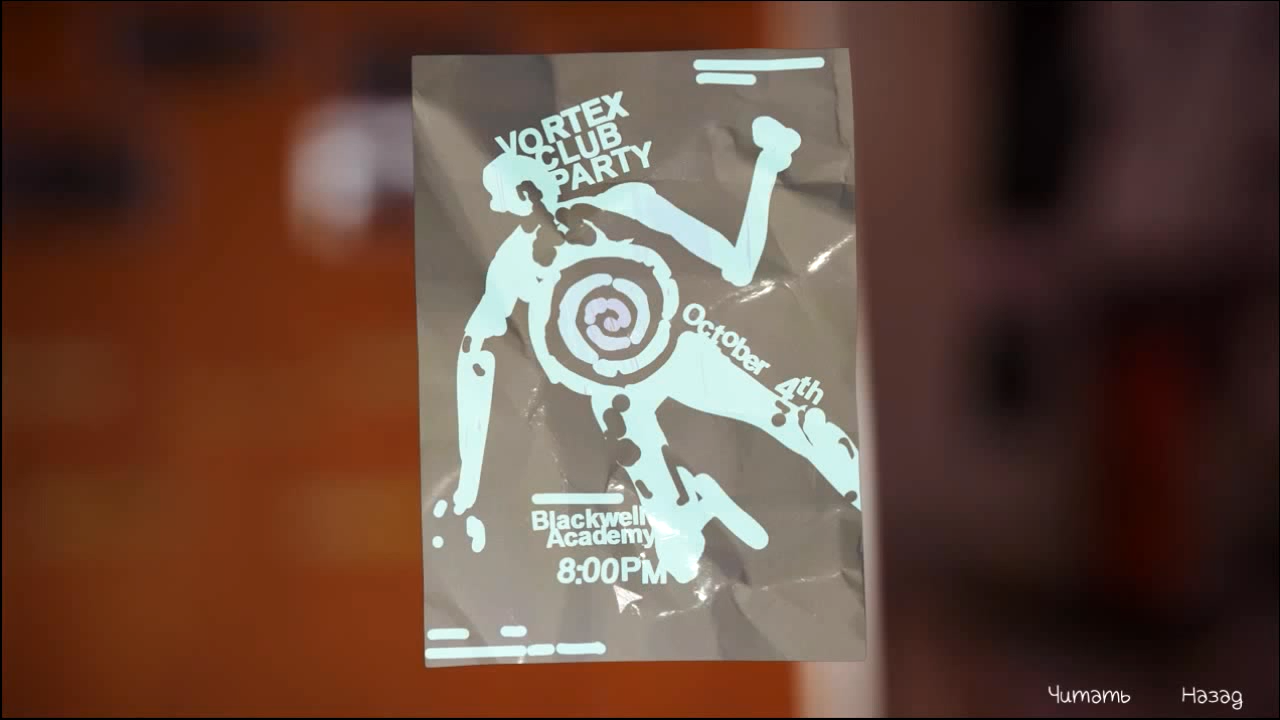 VORTEX
CLUB
PARTY
October 4th
Blackwell
Academy
8:00PM
Читать Назад